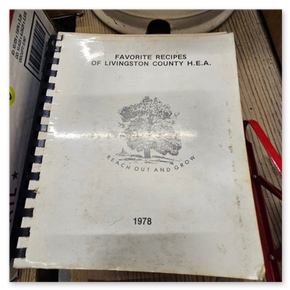 FAVORITE RECIPES
OF LIVINGSTON COUNTY H.E.A.
REACH OUT AND GROW
1978